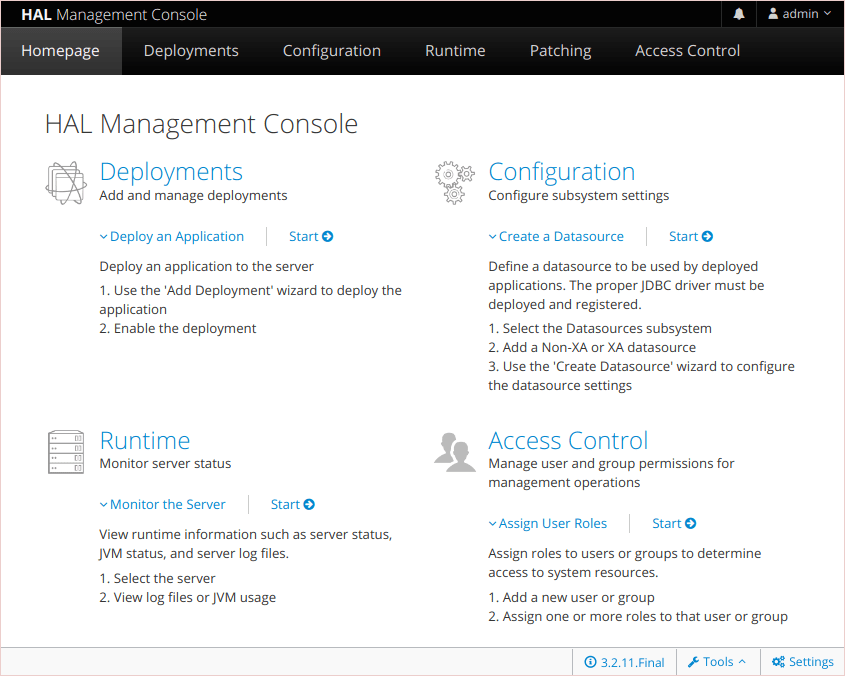 HAL Management Console
admin
Homepage Deployments Configuration Runtime Patching Access Control
HAL Management Console
Deployments
Add and manage deployments
Deploy an Application Start
Deploy an application to the server
1. Use the 'Add Deployment' wizard to deploy the
application
2. Enable the deployment
Configuration
Configure subsystem settings
Create a Datasource Start
Define a datasource to be used by deployed
applications. The proper JDBC driver must be
deployed and registered.
1. Select the Datasources subsystem
2. Add a Non-XA or XA datasource
3. Use the 'Create Datasource' wizard to configure
the datasource settings
Runtime
Monitor server status
Monitor the Server Start
View runtime information such as server status,
JVM status, and server log files.
1. Select the server
2. View log files or JVM usage
Access Control
Manage user and group permissions for
management operations
Assign User Roles Start
Assign roles to users or groups to determine
access to system resources.
1. Add a new user or group
2. Assign one or more roles to that user or group
3.2.11.Final Tools Settings